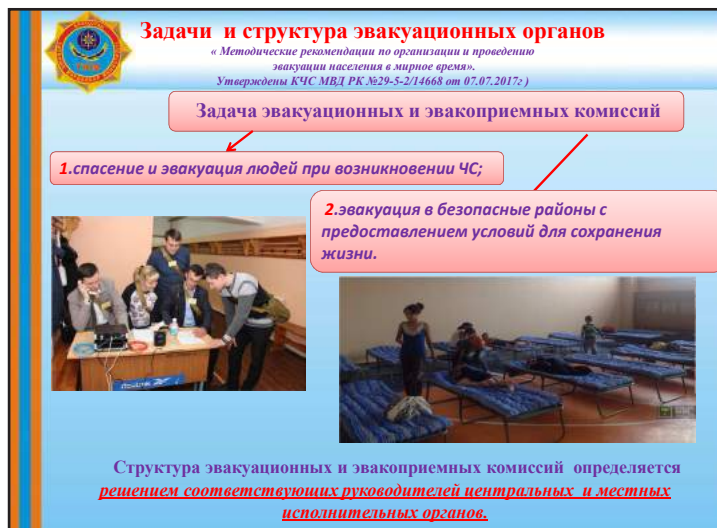 Задачи и структура эвакуационных органов
« Методические рекомендации по организации и проведению
эвакуации населения в мирное время».
Утверждены КЧС МВД РК №29-5-2/14668 от 07.07.2017г )
Задача эвакуационных и эвакоприемных комиссий
1.спасение и эвакуация людей при возникновении ЧС;
2.эвакуация в безопасные районы с
предоставлением условий для сохранения
жизни.
Структура эвакуационных и эвакоприемных комиссий определяется
решением соответствующих руководителей центральных и местных
исполнительных органов.